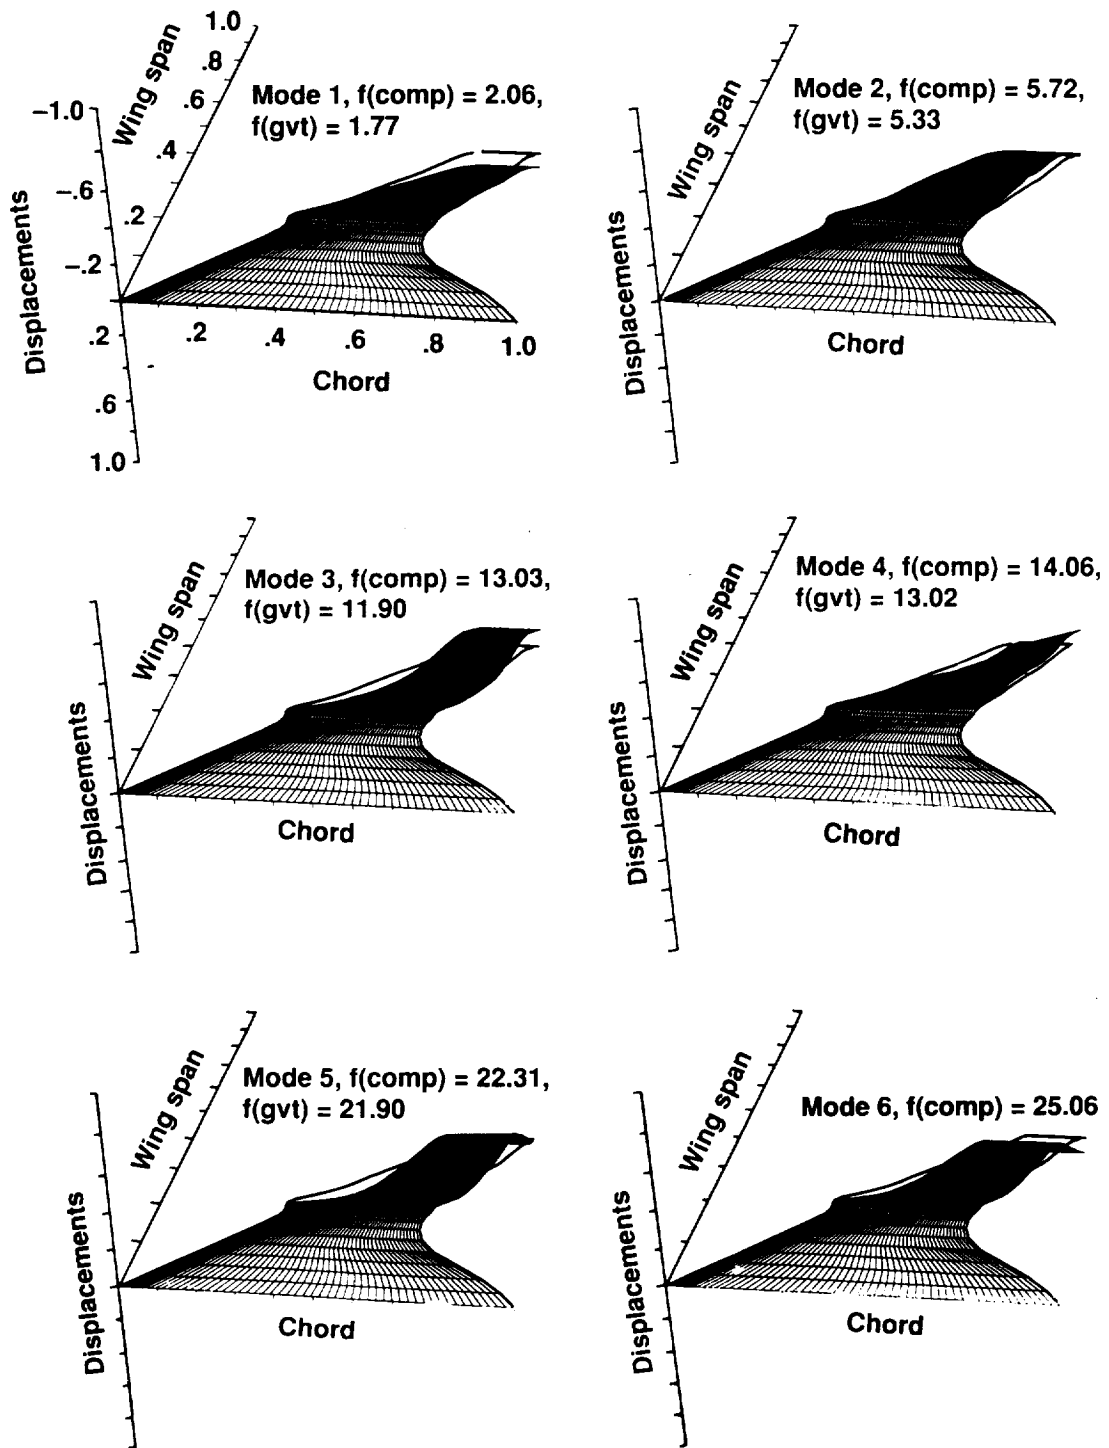 Wing span
1.0
.8
.6
.4
.2
Mode 1, f(comp) = 2.06,
f(gvt) = 1.77
Displacements
–1.0
–.6
–.2
.2
.6
1.0
.2
.4
.6
.8
1.0
Chord
Wing span
Mode 2, f(comp) = 5.72,
f(gvt) = 5.33
Displacements
Chord
Wing span
Mode 3, f(comp) = 13.03,
f(gvt) = 11.90
Displacements
Chord
Wing span
Mode 4, f(comp) = 14.06,
f(gvt) = 13.02
Displacements
Chord
Wing span
Mode 5, f(comp) = 22.31,
f(gvt) = 21.90
Displacements
Chord
Wing span
Mode 6, f(comp) = 25.06
Displacements
Chord